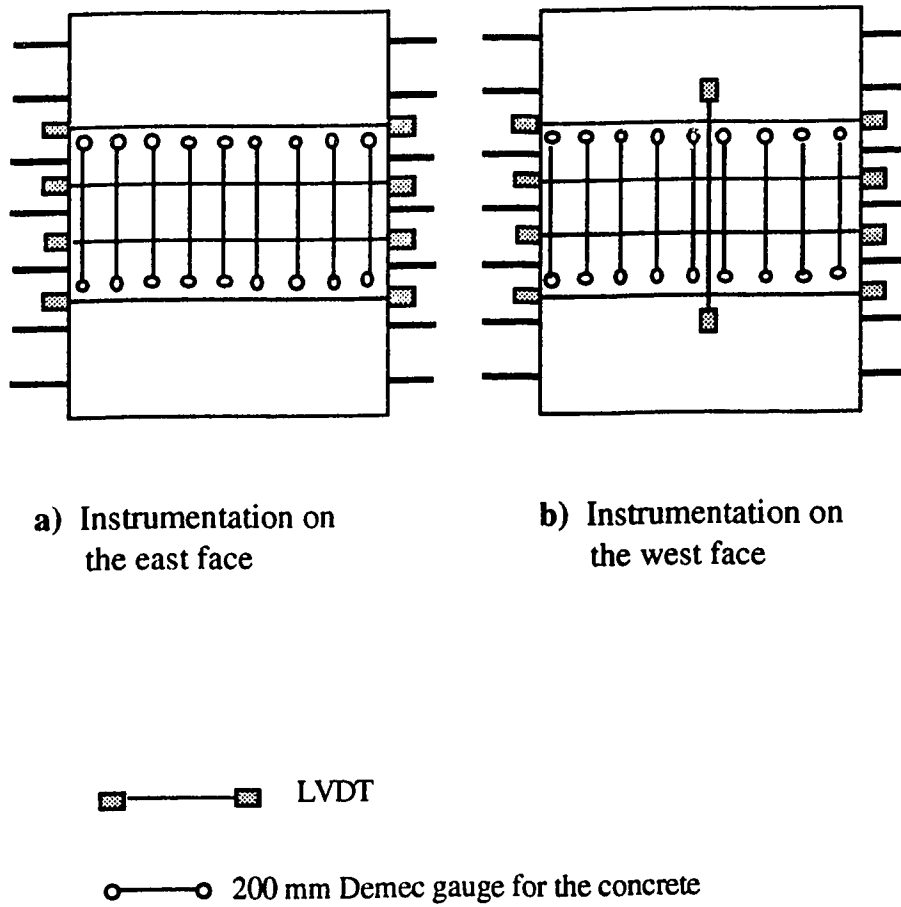 a) Instrumentation on
the east face
b) Instrumentation on
the west face
LVDT
200 mm Demec gauge for the concrete